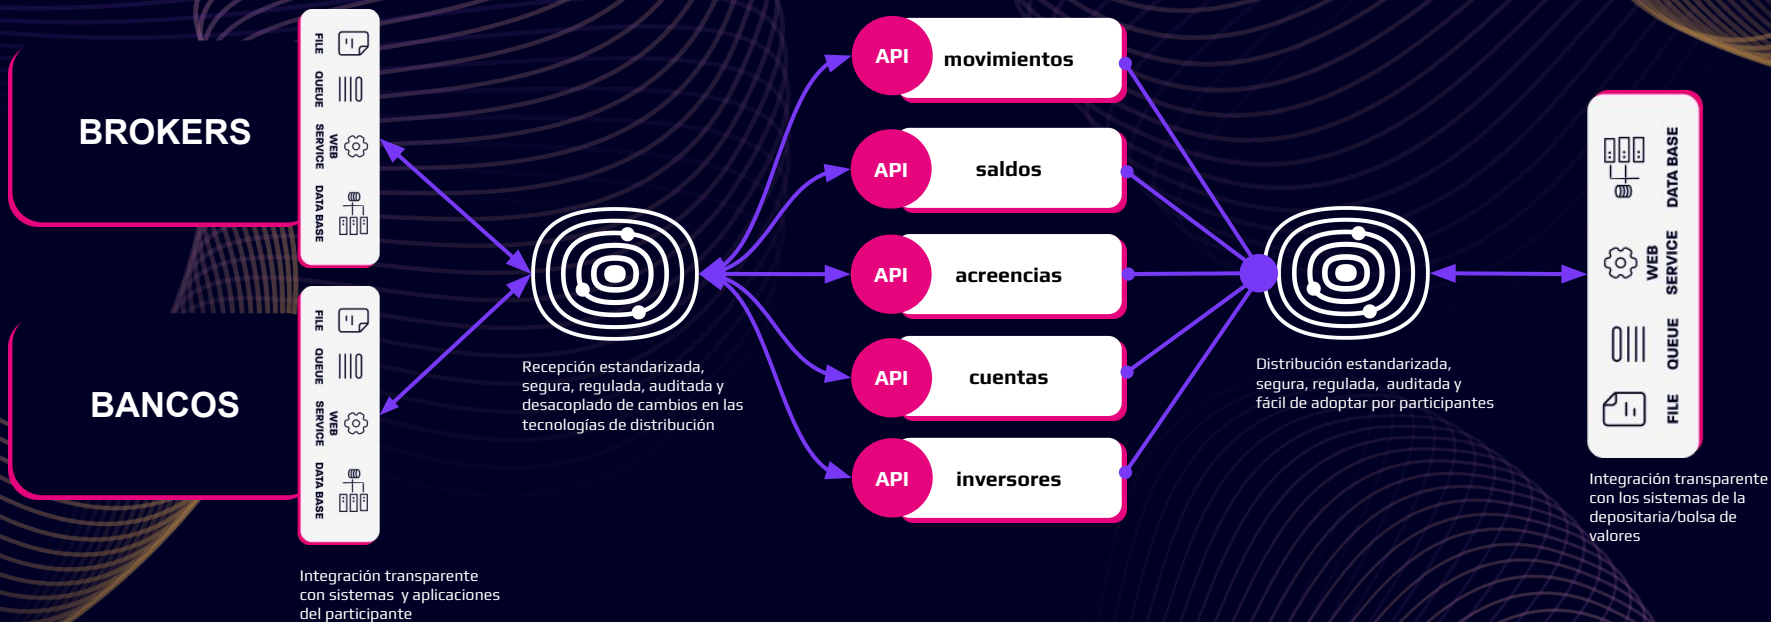 BROKERS
FILE
QUEUE
WEB
SERVICE
DATA BASE
BANCOS
FILE
QUEUE
WEB
SERVICE
DATA BASE
Integración transparente
con sistemas y aplicaciones
del participante
Recepción estandarizada,
segura, regulada, auditada y
desacoplado de cambios en las
tecnologías de distribución
API movimientos
API saldos
API acreencias
API cuentas
API inversores
Distribución estandarizada,
segura, regulada, auditada y
fácil de adoptar por participantes
DATA BASE
WEB
SERVICE
QUEUE
FILE
Integración transparente
con los sistemas de la
depositaria/bolsa de
valores